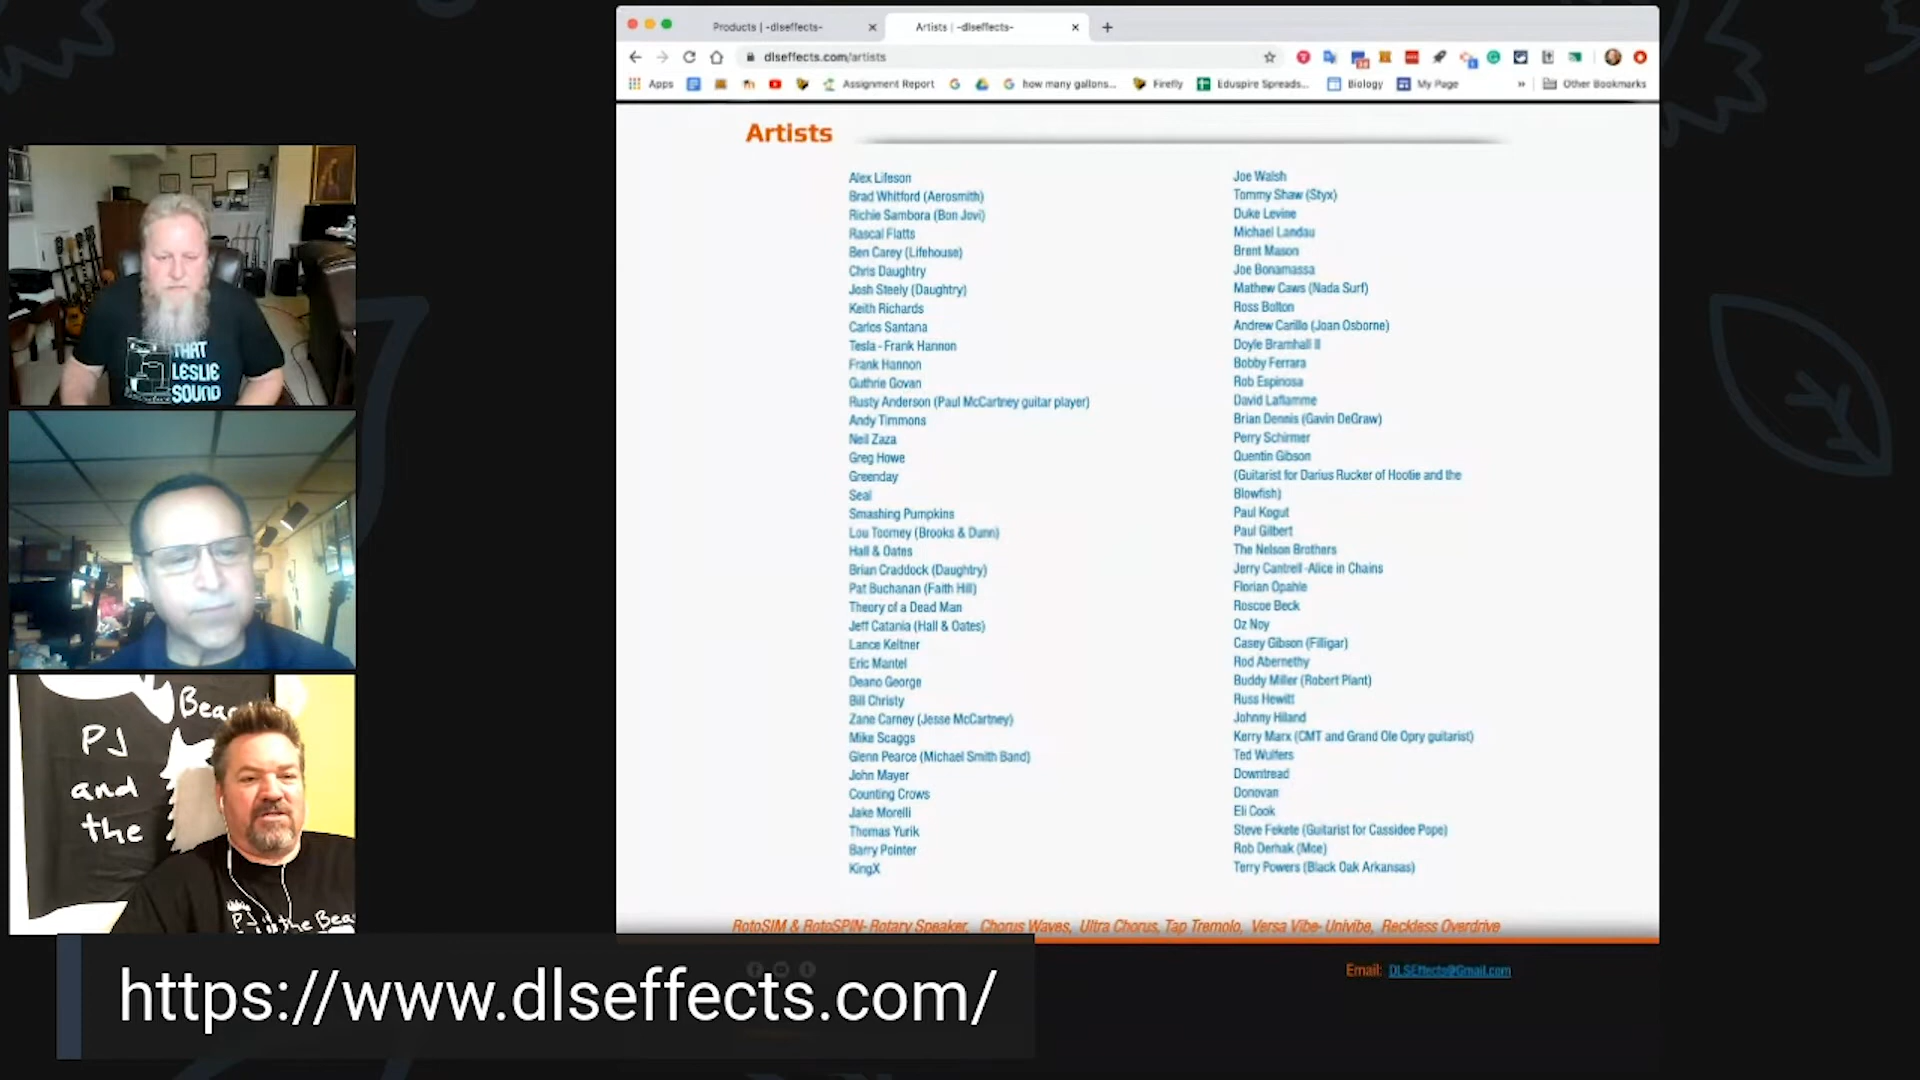 Products | -dlseffects-
Artists | -dlseffects-
dlseffects.com/artists
Apps
Assignment Report
how many gallons...
Firefly
Eduspire Spreads...
Biology
My Page
»
Other Bookmarks
Artists
Alex Lifeson
Brad Whitford (Aerosmith)
Richie Sambora (Bon Jovi)
Rascal Flatts
Ben Carey (Lifehouse)
Chris Daughtry
Josh Steely (Daughtry)
Keith Richards
Carlos Santana
Tesla - Frank Hannon
Frank Hannon
Guthrie Govan
Rusty Anderson (Paul McCartney guitar player)
Andy Timmons
Neil Zaza
Greg Howe
Greenday
Seal
Smashing Pumpkins
Lou Toomey (Brooks & Dunn)
Hall & Oates
Brian Craddock (Daughtry)
Pat Buchanan (Faith Hill)
Theory of a Dead Man
Jeff Catania (Hall & Oates)
Lance Keltner
Eric Mantel
Deano George
Bill Christy
Zane Carney (Jesse McCartney)
Mike Scaggs
Glenn Pearce (Michael Smith Band)
John Mayer
Counting Crows
Jake Morelli
Thomas Yurik
Barry Pointer
KingX
Joe Walsh
Tommy Shaw (Styx)
Duke Levine
Michael Landau
Brent Mason
Joe Bonamassa
Mathew Caws (Nada Surf)
Ross Bolton
Andrew Carillo (Joan Osborne)
Doyle Bramhall II
Bobby Ferrara
Rob Espinosa
David Laflamme
Brian Dennis (Gavin DeGraw)
Perry Schirmer
Quentin Gibson
(Guitarist for Darius Rucker of Hootie and the
Blowfish)
Paul Kogut
Paul Gilbert
The Nelson Brothers
Jerry Cantrell -Alice in Chains
Florian Opahle
Roscoe Beck
Oz Noy
Casey Gibson (Filligar)
Rod Abernethy
Buddy Miller (Robert Plant)
Russ Hewitt
Johnny Hiland
Kerry Marx (CMT and Grand Ole Opry guitarist)
Ted Wulfers
Downtread
Donovan
Eli Cook
Steve Fekete (Guitarist for Cassidee Pope)
Rob Derhak (Moe)
Terry Powers (Black Oak Arkansas)
RotoSIM & RotoSPIN- Rotary Speaker, Chorus Waves, Ultra Chorus, Tap Tremolo, Versa Vibe- Univibe, Reckless Overdrive
Email: DLSEffects@Gmail.com
THAT
LESLIE
SOUND
PJ
and
the
Bea
PJ
the Bea
https://www.dlseffects.com/